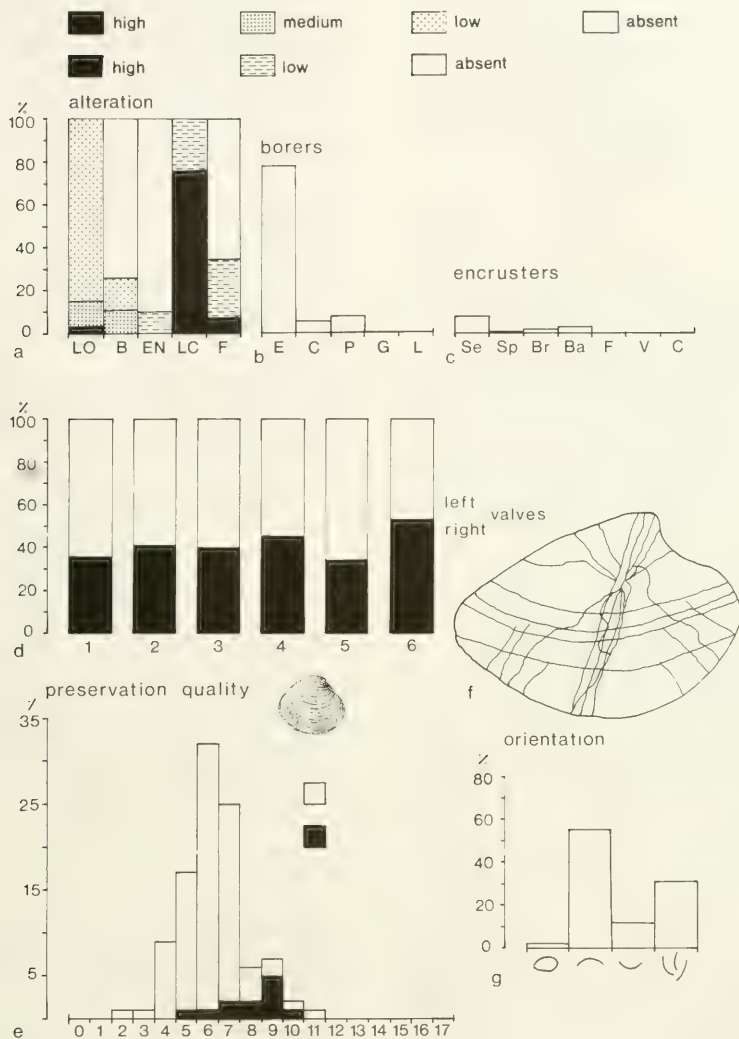 high medium low absent
high low absent
%
alteration
100
80
60
40
20
0
a
LO B EN LC F
borers
b
E C P G L
encrusters
c
Se Sp Br Ba F V C
%
100
80
60
40
20
0
d
1 2 3 4 5 6
left valves
right
f
preservation quality
%
35
25
15
5
e
0 1 2 3 4 5 6 7 8 9 10 11 12 13 14 15 16 17
orientation
%
80
60
40
20
0
g